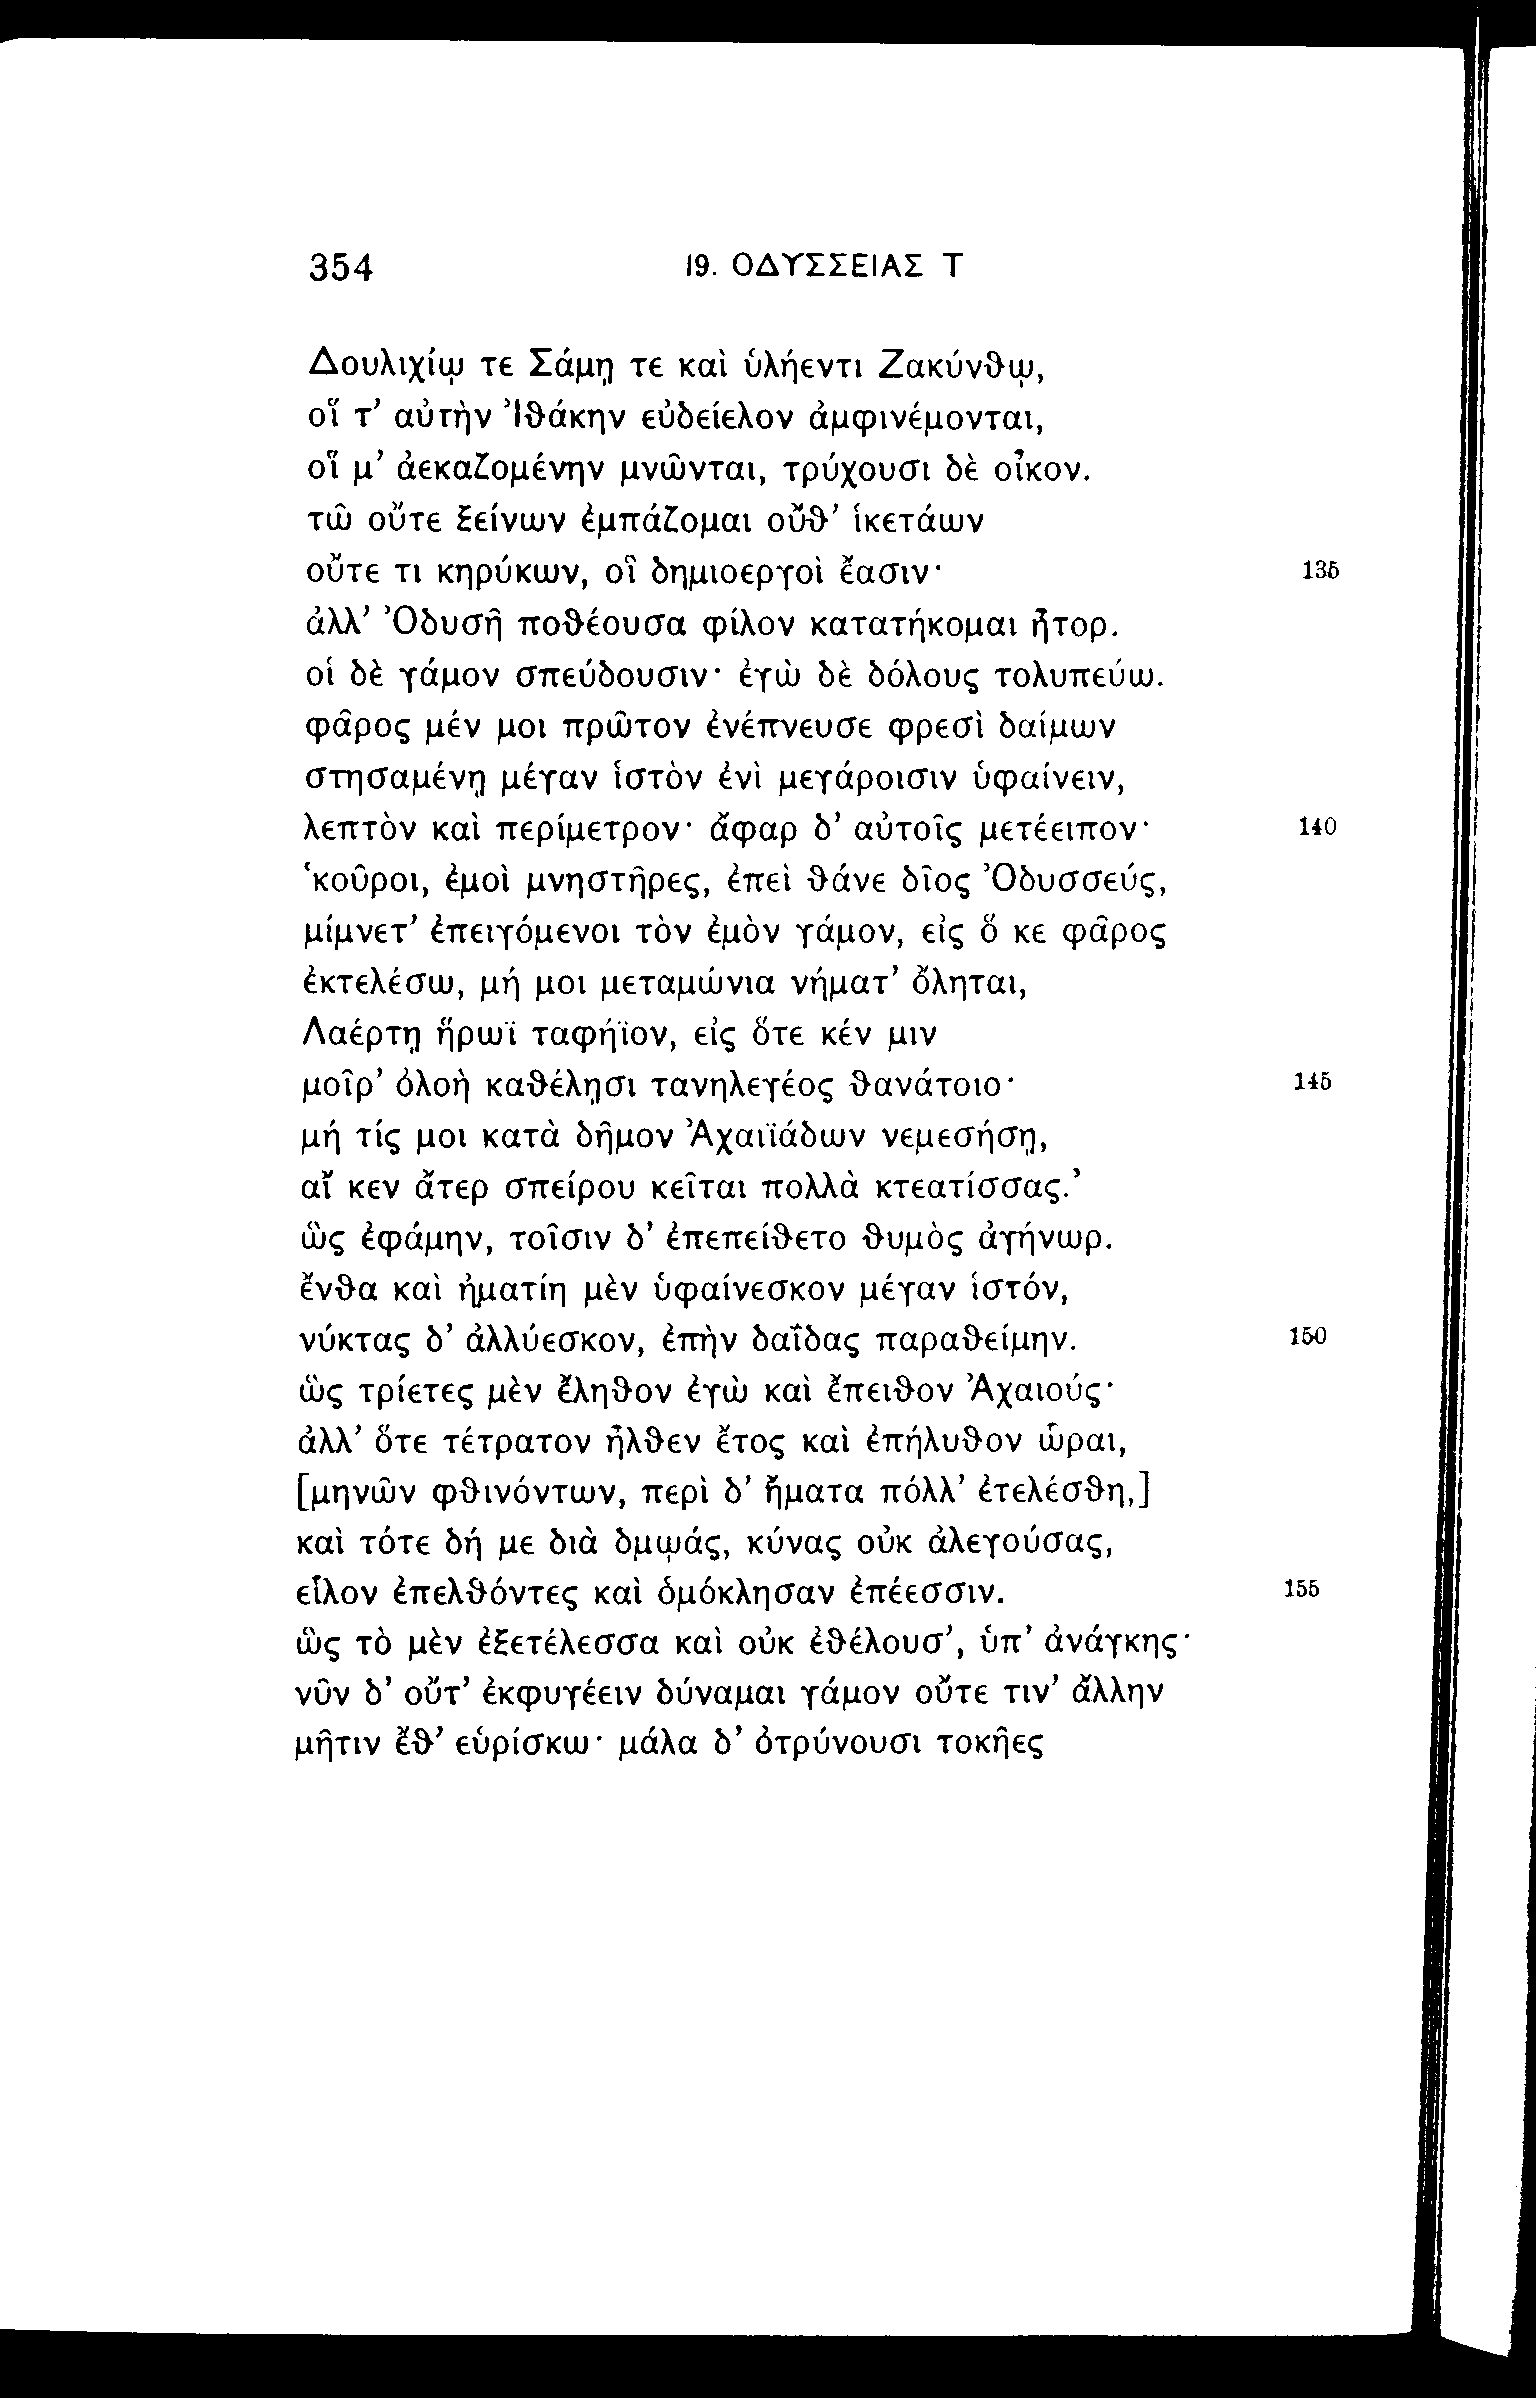 354 19. ΟΔΥΣΣΕΙΑΣ Τ
Δουλιχίῳ τε Σάμῃ τε καὶ ὑλήεντι Ζακύνϑῳ,
οἵ τ’ αὐτὴν Ἰϑάκην εὐδείελον ἀμφινέμονται,
οἵ μ’ ἀεκαζομένην μνῶνται, τρύχουσι δὲ οἶκον.
τῶ οὔτε ξείνων ἐμπάζομαι οὔϑ’ ἱκετάων
οὔτε τι κηρύκων, οἳ δημιοεργοὶ ἔασιν· 135
ἀλλ’ Ὀδυσῆ ποϑέουσα φίλον κατατήκομαι ἦτορ.
οἱ δὲ γάμον σπεύδουσιν· ἐγὼ δὲ δόλους τολυπεύω.
φᾶρος μέν μοι πρῶτον ἐνέπνευσε φρεσὶ δαίμων
στησαμένῃ μέγαν ἱστὸν ἐνὶ μεγάροισιν ὑφαίνειν,
λεπτὸν καὶ περίμετρον· ἄφαρ δ’ αὐτοῖς μετέειπον· 140
‘κοῦροι, ἐμοὶ μνηστῆρες, ἐπεὶ ϑάνε δῖος Ὀδυσσεύς,
μίμνετ’ ἐπειγόμενοι τὸν ἐμὸν γάμον, εἰς ὅ κε φᾶρος
ἐκτελέσω, μή μοι μεταμώνια νήματ’ ὄληται,
Λαέρτῃ ἥρωϊ ταφήϊον, εἰς ὅτε κέν μιν
μοῖρ’ ὀλοὴ καϑέλῃσι τανηλεγέος ϑανάτοιο· 145
μή τίς μοι κατὰ δῆμον Ἀχαιϊάδων νεμεσήσῃ,
αἴ κεν ἄτερ σπείρου κεῖται πολλὰ κτεατίσσας.’
ὣς ἐφάμην, τοῖσιν δ’ ἐπεπείϑετο ϑυμὸς ἀγήνωρ.
ἔνϑα καὶ ἠματίη μὲν ὑφαίνεσκον μέγαν ἱστόν,
νύκτας δ’ ἀλλύεσκον, ἐπὴν δαΐδας παραϑείμην. 150
ὣς τρίετες μὲν ἔληϑον ἐγὼ καὶ ἔπειϑον Ἀχαιούς·
ἀλλ’ ὅτε τέτρατον ἦλϑεν ἔτος καὶ ἐπήλυϑον ὧραι,
[μηνῶν φϑινόντων, περὶ δ’ ἤματα πόλλ’ ἐτελέσϑη,]
καὶ τότε δή με διὰ δμῳάς, κύνας οὐκ ἀλεγούσας,
εἷλον ἐπελϑόντες καὶ ὁμόκλησαν ἐπέεσσιν. 155
ὣς τὸ μὲν ἐξετέλεσσα καὶ οὐκ ἐϑέλουσ’, ὑπ’ ἀνάγκης·
νῦν δ’ οὔτ’ ἐκφυγέειν δύναμαι γάμον οὔτε τιν’ ἄλλην
μῆτιν ἔϑ’ εὑρίσκω· μάλα δ’ ὀτρύνουσι τοκῆες